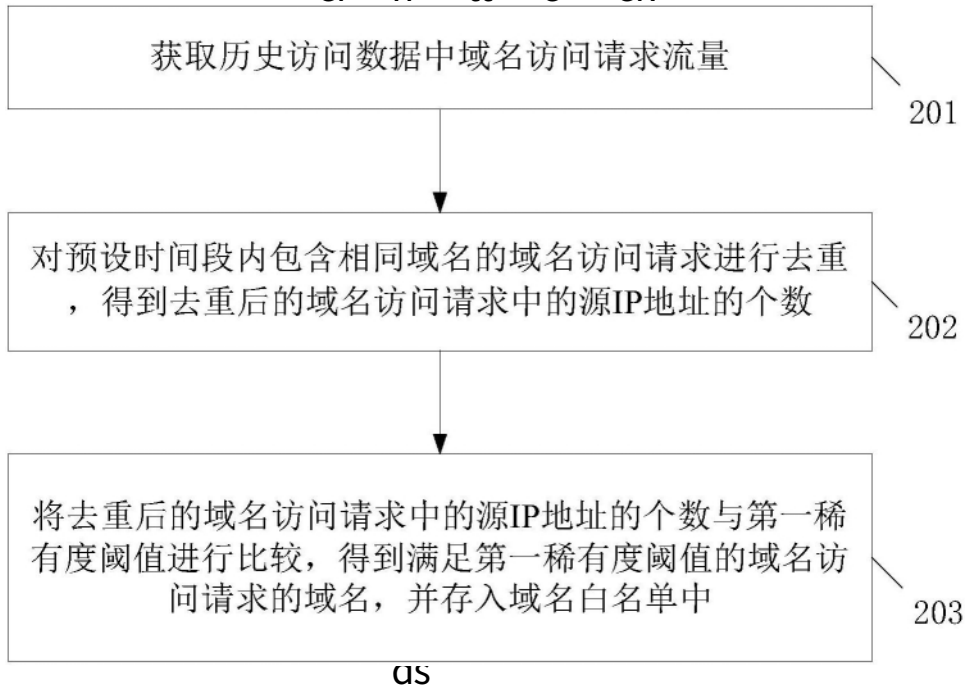 获取历史访问数据中域名访问请求流量
201
对预设时间段内包含相同域名的域名访问请求进行去重
，得到去重后的域名访问请求中的源IP地址的个数
202
将去重后的域名访问请求中的源IP地址的个数与第一稀
有度阈值进行比较，得到满足第一稀有度阈值的域名访
问请求的域名，并存入域名白名单中
203
ds